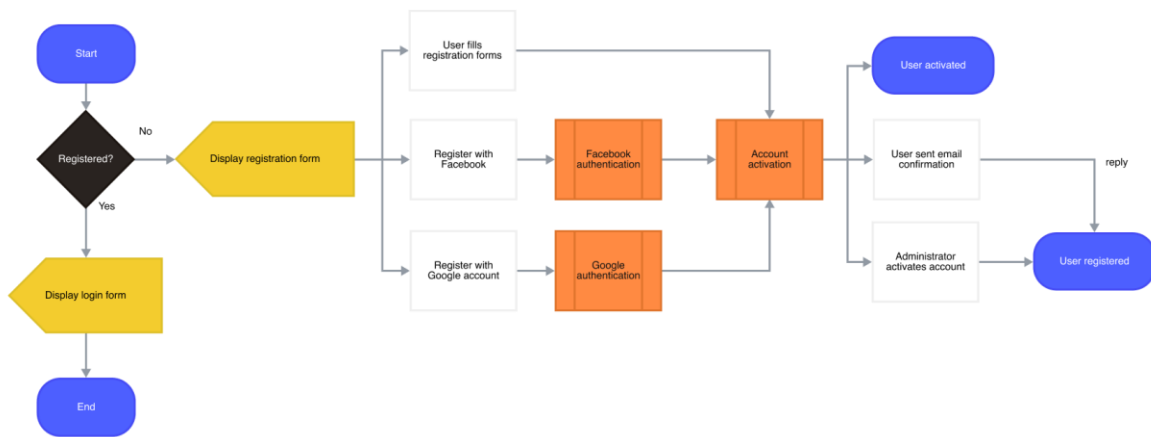 Start
Registered?
No
Yes
Display login form
End
Display registration form
User fills
registration forms
Register with
Facebook
Register with
Google account
Facebook
authentication
Google
authentication
Account
activation
User activated
User sent email
confirmation
reply
Administrator
activates account
User registered